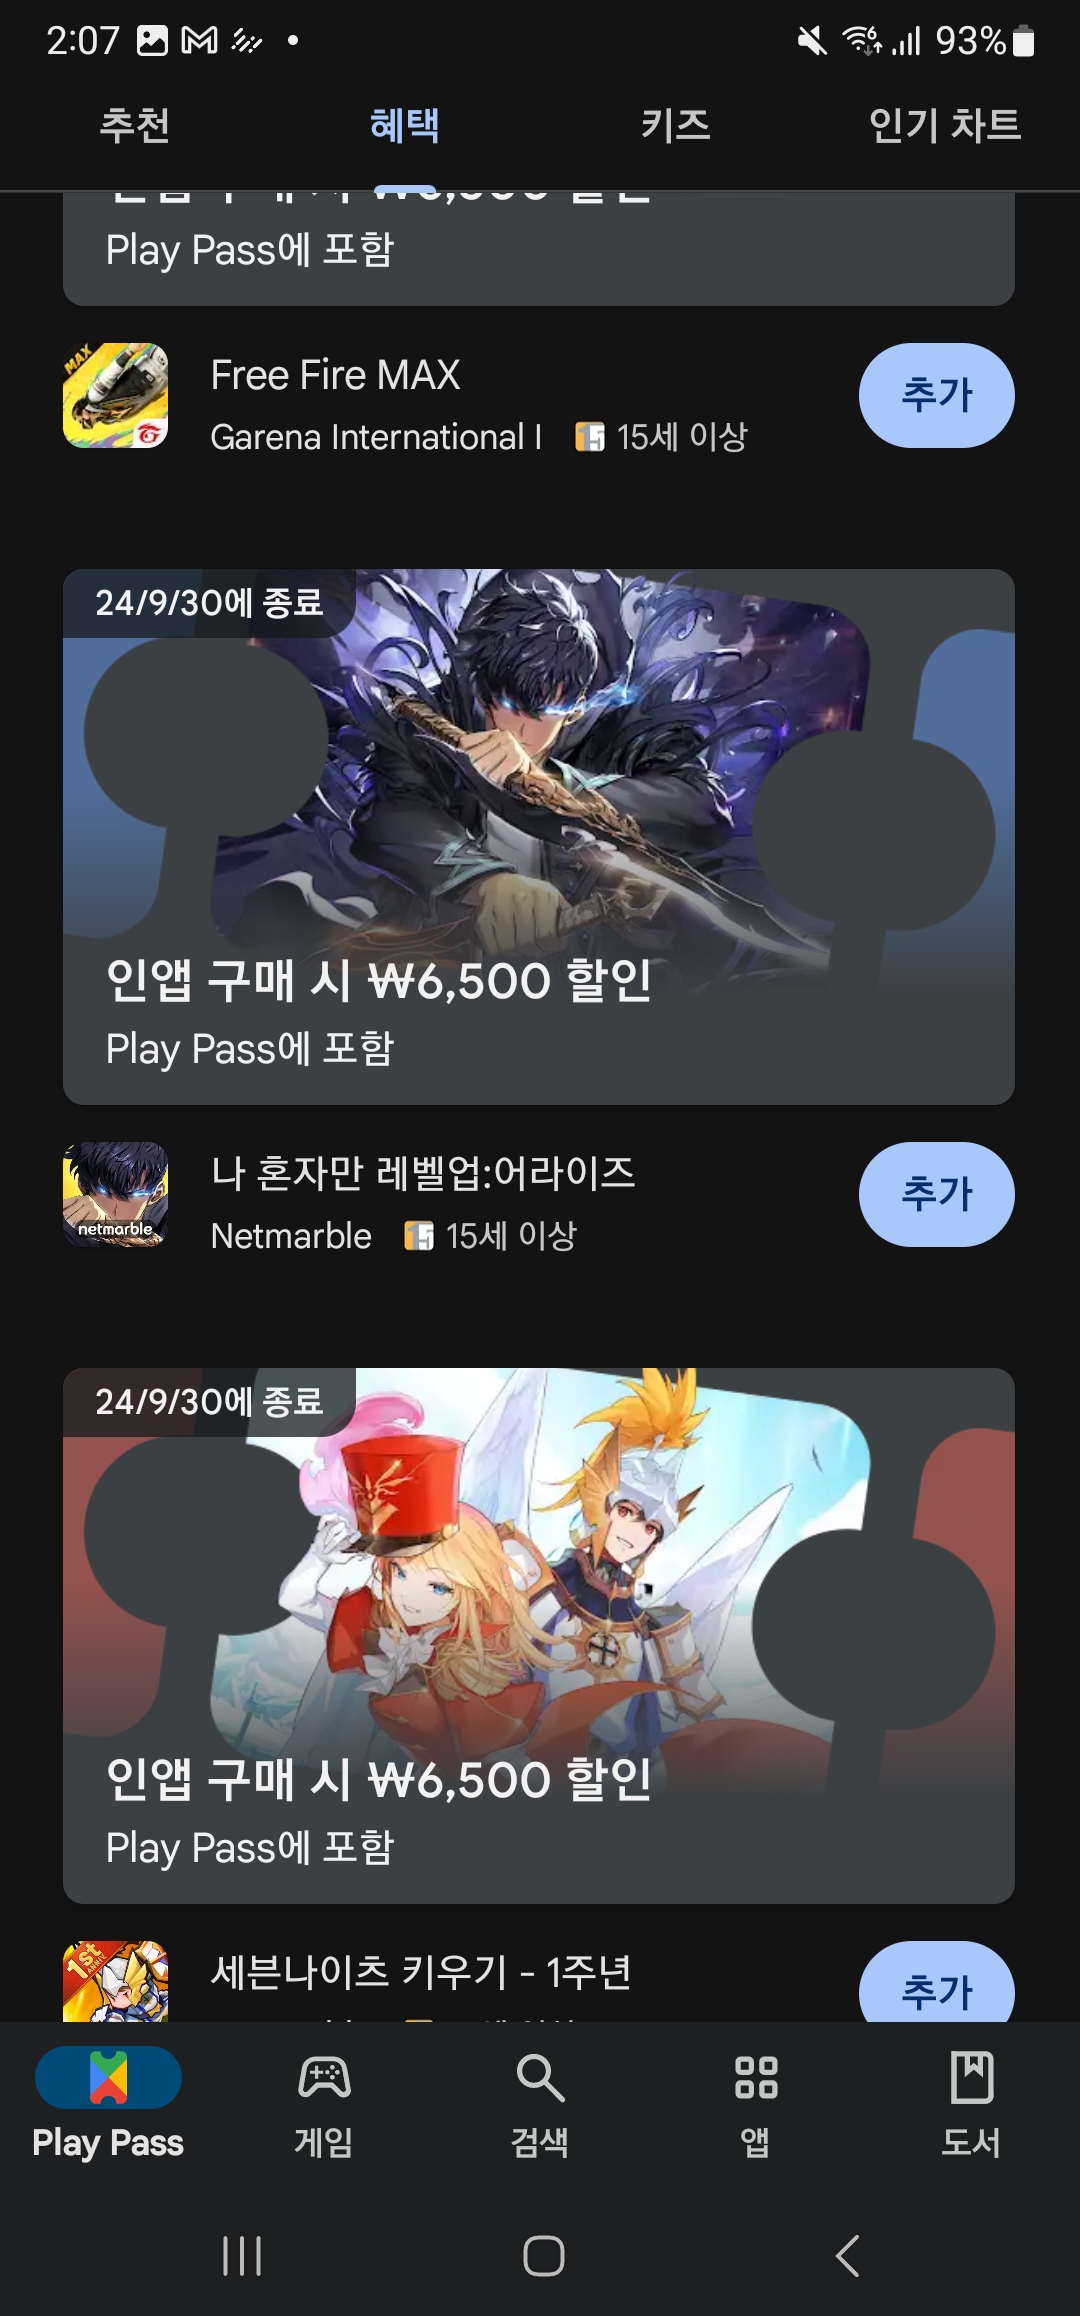 2:07
93%
추천
혜택
키즈
인기 차트
Play Pass에 포함
MAX
Free Fire MAX
Garena International I
15세 이상
추가
24/9/30에 종료
인앱 구매 시 ₩6,500 할인
Play Pass에 포함
netmarble
나 혼자만 레벨업:어라이즈
Netmarble
15세 이상
추가
24/9/30에 종료
인앱 구매 시 ₩6,500 할인
Play Pass에 포함
1st
세븐나이츠 키우기 - 1주년
추가
Play Pass
게임
검색
앱
도서